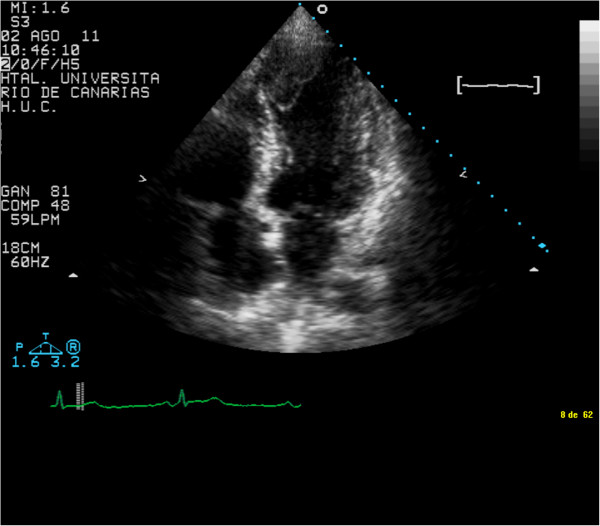 MI:1.6
S3
02 AGO 11
10:46:10
2/0/F/H5
HTAL. UNIVERSITA
RIO DE CANARIAS
H.U.C.
GAN 81
COMP 48
59LPM
18CM
60HZ
P T R
1.6 3.2
8 de 62